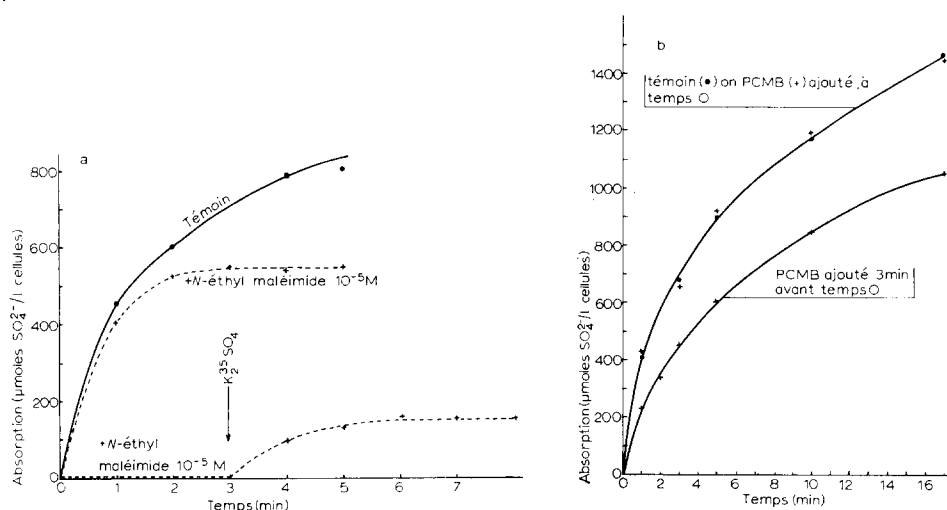 a
800
600
400
200
0
Absorption (µmoles SO₄²⁻/l cellules)
Témoin
+N-éthyl maléimide 10⁻⁵M
K₂³⁵SO₄
+N-éthyl
maléimide 10⁻⁵ M
0 1 2 3 4 5 6 7
Temps (min)
b
1400
1200
1000
800
600
400
200
0
Absorption (µmoles SO₄²⁻/l cellules)
témoin (•) on PCMB (+) ajouté, à
temps O
PCMB ajouté 3min
avant temps O
0 2 4 6 8 10 12 14 16
Temps (min)